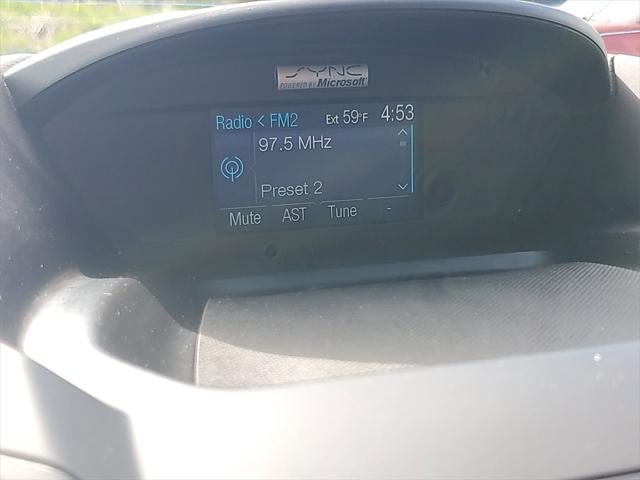 SYNC
POWERED BY Microsoft
Radio < FM2 Ext 59°F 4:53
97.5 MHz
Preset 2
Mute AST Tune -